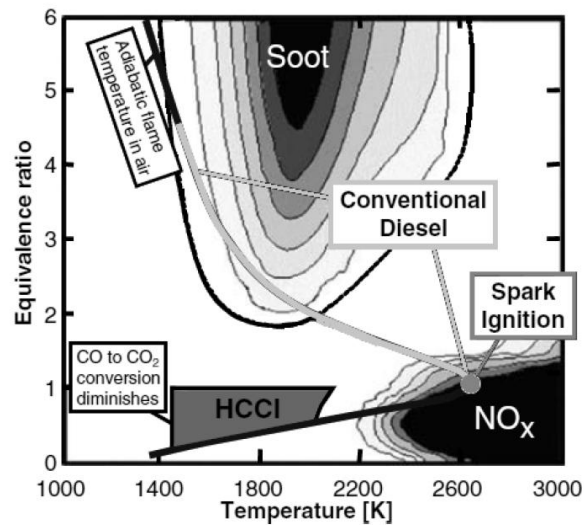 6
5
4
3
2
1
0
Equivalence ratio
Adiabatic flame
temperature in air
Soot
Conventional
Diesel
Spark
Ignition
CO to CO₂
conversion
diminishes
HCCI
NOₓ
1000 1400 1800 2200 2600 3000
Temperature [K]